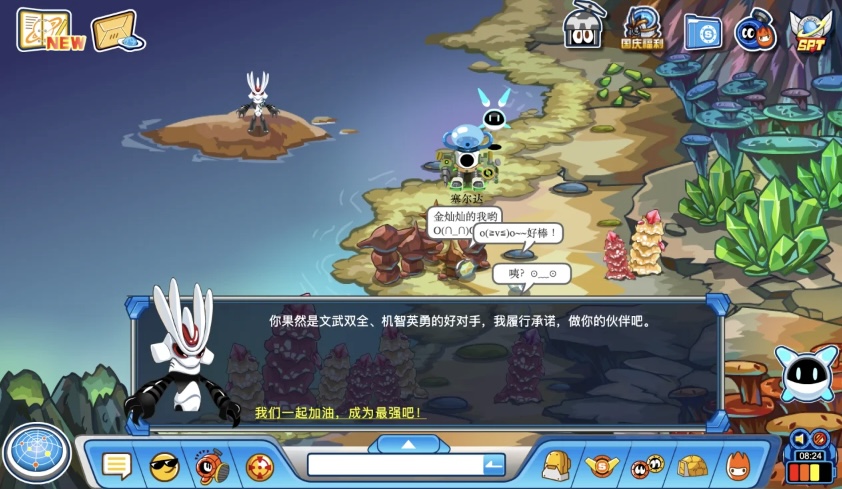 NEW
国庆福利
S
SPT
塞尔达
金灿灿的我哟
O(∩_∩)O
o(≧v≦)o~~好棒！
咦？⊙__⊙
你果然是文武双全、机智英勇的好对手，我履行承诺，做你的伙伴吧。
我们一起加油，成为最强吧！
S
08:24